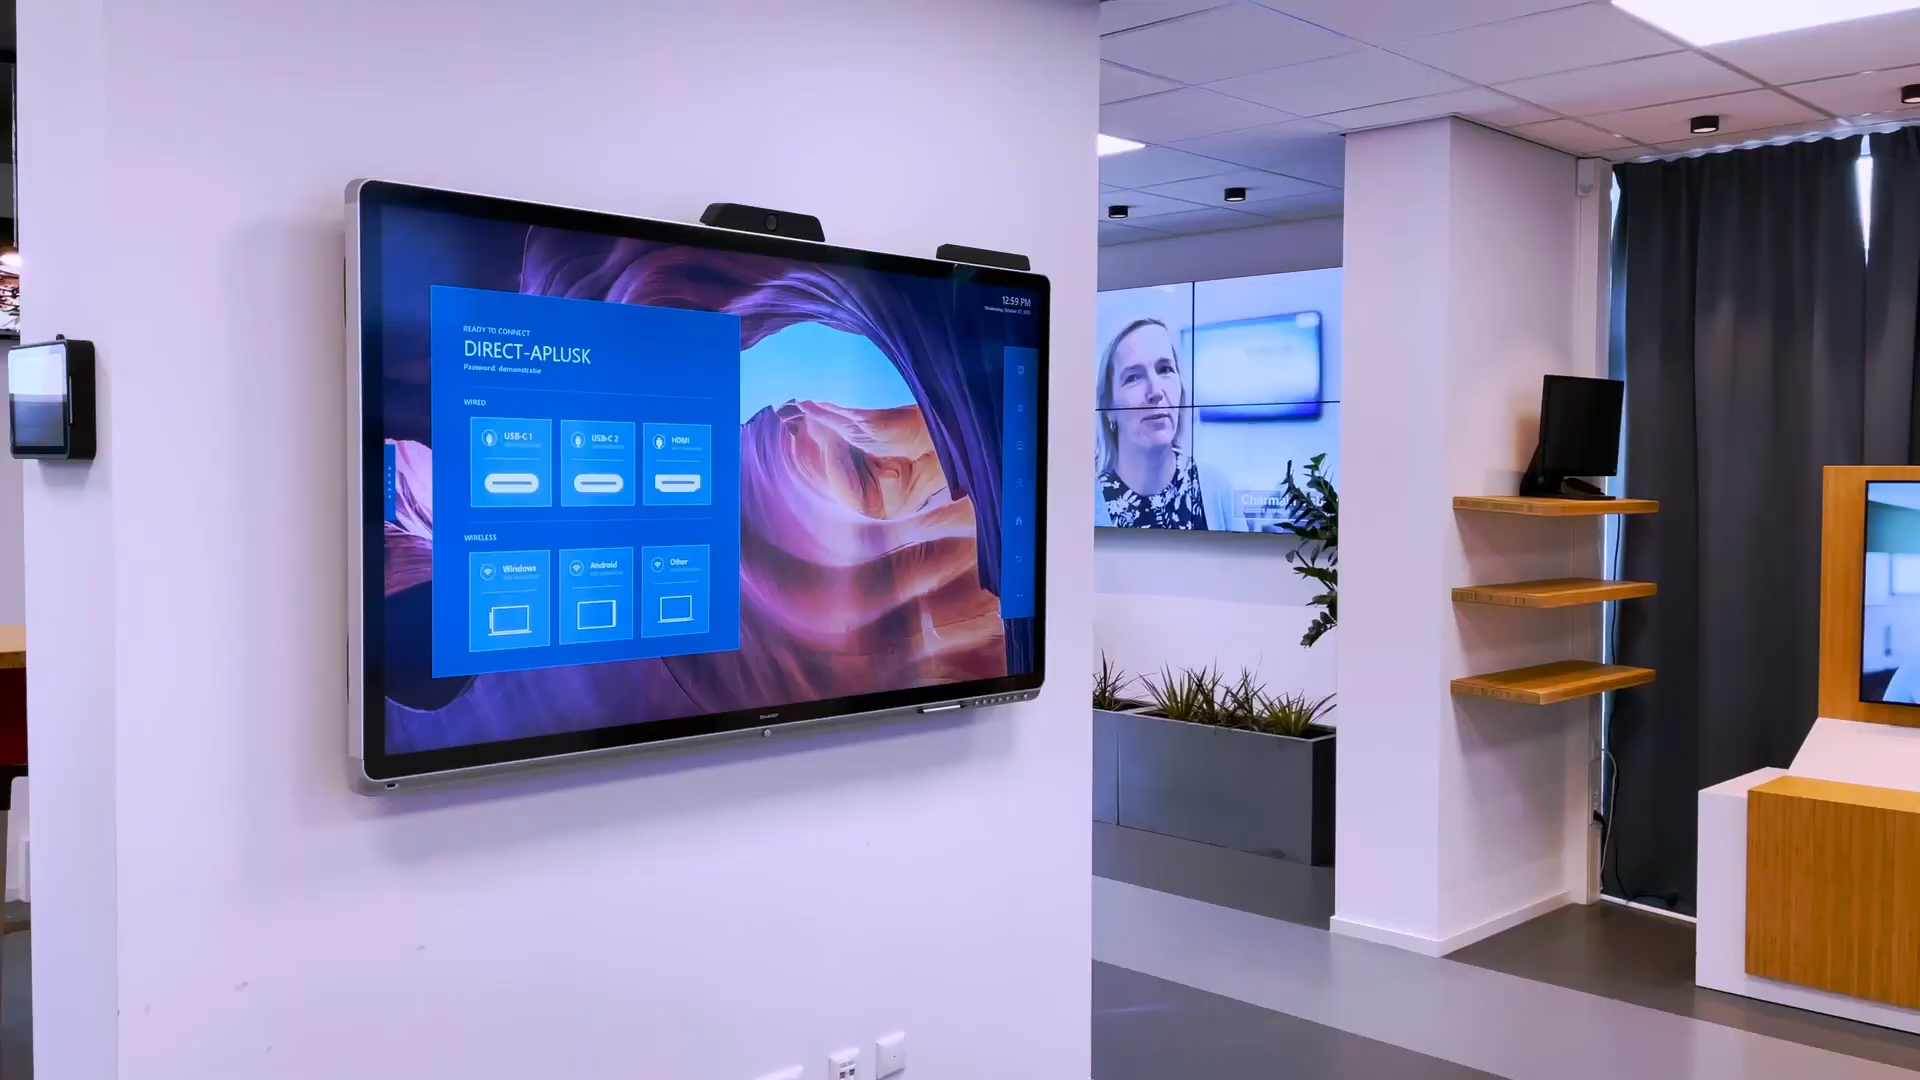 12:59 PM
READY TO CONNECT
DIRECT-APLUSK
Password: demonstratie
WIRED
USB-C 1
USB-C 2
HDMI
WIRELESS
Windows
Android
Other
SHARP